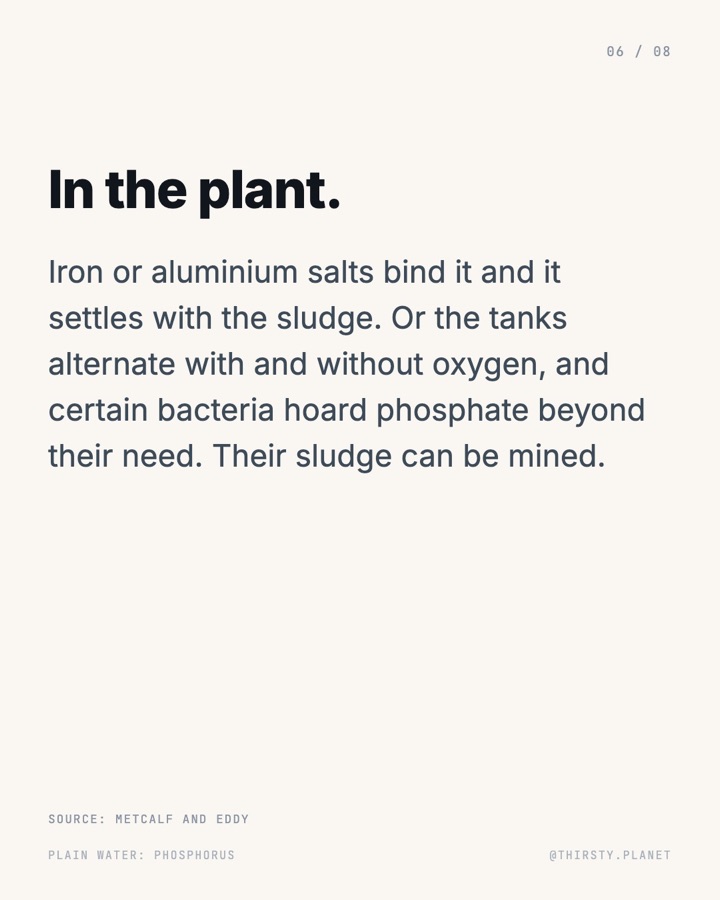 06 / 08
In the plant.
Iron or aluminium salts bind it and it
settles with the sludge. Or the tanks
alternate with and without oxygen, and
certain bacteria hoard phosphate beyond
their need. Their sludge can be mined.
SOURCE: METCALF AND EDDY
PLAIN WATER: PHOSPHORUS
@THIRSTY.PLANET